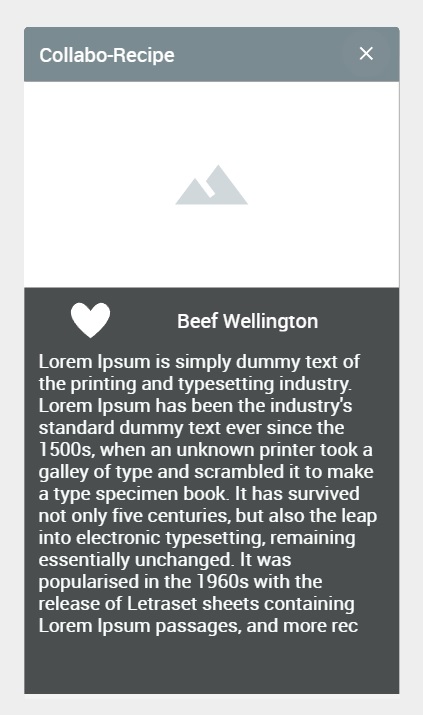 Collabo-Recipe
Beef Wellington
Lorem Ipsum is simply dummy text of
the printing and typesetting industry.
Lorem Ipsum has been the industry's
standard dummy text ever since the
1500s, when an unknown printer took a
galley of type and scrambled it to make
a type specimen book. It has survived
not only five centuries, but also the leap
into electronic typesetting, remaining
essentially unchanged. It was
popularised in the 1960s with the
release of Letraset sheets containing
Lorem Ipsum passages, and more rec